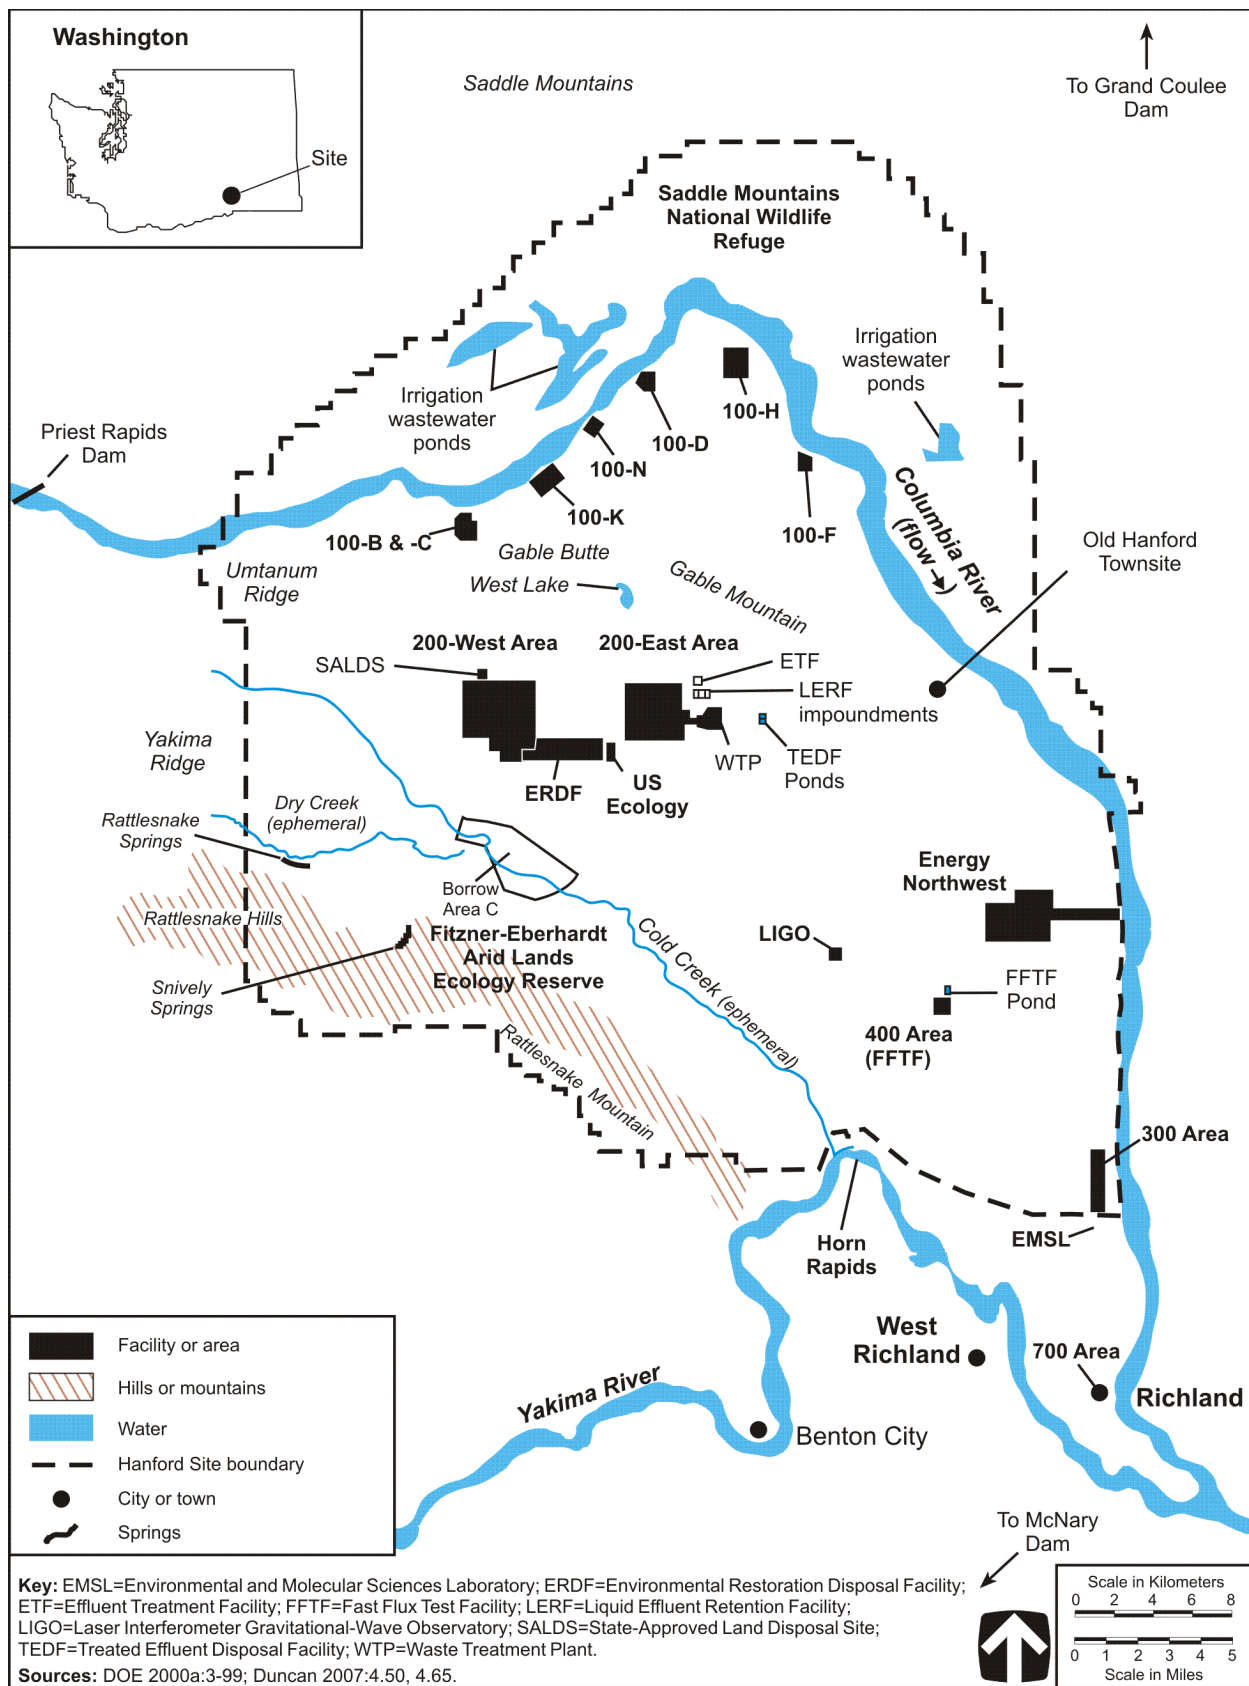 Washington
Site
Saddle Mountains
To Grand Coulee
Dam
Saddle Mountains
National Wildlife
Refuge
Irrigation
wastewater
ponds
Irrigation
wastewater
ponds
Priest Rapids
Dam
100-H
100-D
100-N
100-K
100-F
100-B & -C
Columbia River
(flow
)
Old Hanford
Townsite
Gable Butte
West Lake
Gable Mountain
Umtanum
Ridge
200-West Area
200-East Area
SALDS
ETF
LERF
impoundments
WTP
TEDF
Ponds
ERDF
US
Ecology
Yakima
Ridge
Dry Creek
(ephemeral)
Rattlesnake
Springs
Borrow
Area C
Rattlesnake Hills
Fitzner-Eberhardt
Arid Lands
Ecology Reserve
Snively
Springs
Cold Creek (ephemeral)
Energy
Northwest
LIGO
FFTF
Pond
400 Area
(FFTF)
Rattlesnake Mountain
300 Area
EMSL
Horn
Rapids
West
Richland
700 Area
Richland
Yakima River
Benton City
To McNary
Dam
Facility or area
Hills or mountains
Water
Hanford Site boundary
City or town
Springs
Key: EMSL=Environmental and Molecular Sciences Laboratory; ERDF=Environmental Restoration Disposal Facility;
ETF=Effluent Treatment Facility; FFTF=Fast Flux Test Facility; LERF=Liquid Effluent Retention Facility;
LIGO=Laser Interferometer Gravitational-Wave Observatory; SALDS=State-Approved Land Disposal Site;
TEDF=Treated Effluent Disposal Facility; WTP=Waste Treatment Plant.
Sources: DOE 2000a:3-99; Duncan 2007:4.50, 4.65.
Scale in Kilometers
0 2 4 6 8
0 1 2 3 4 5
Scale in Miles